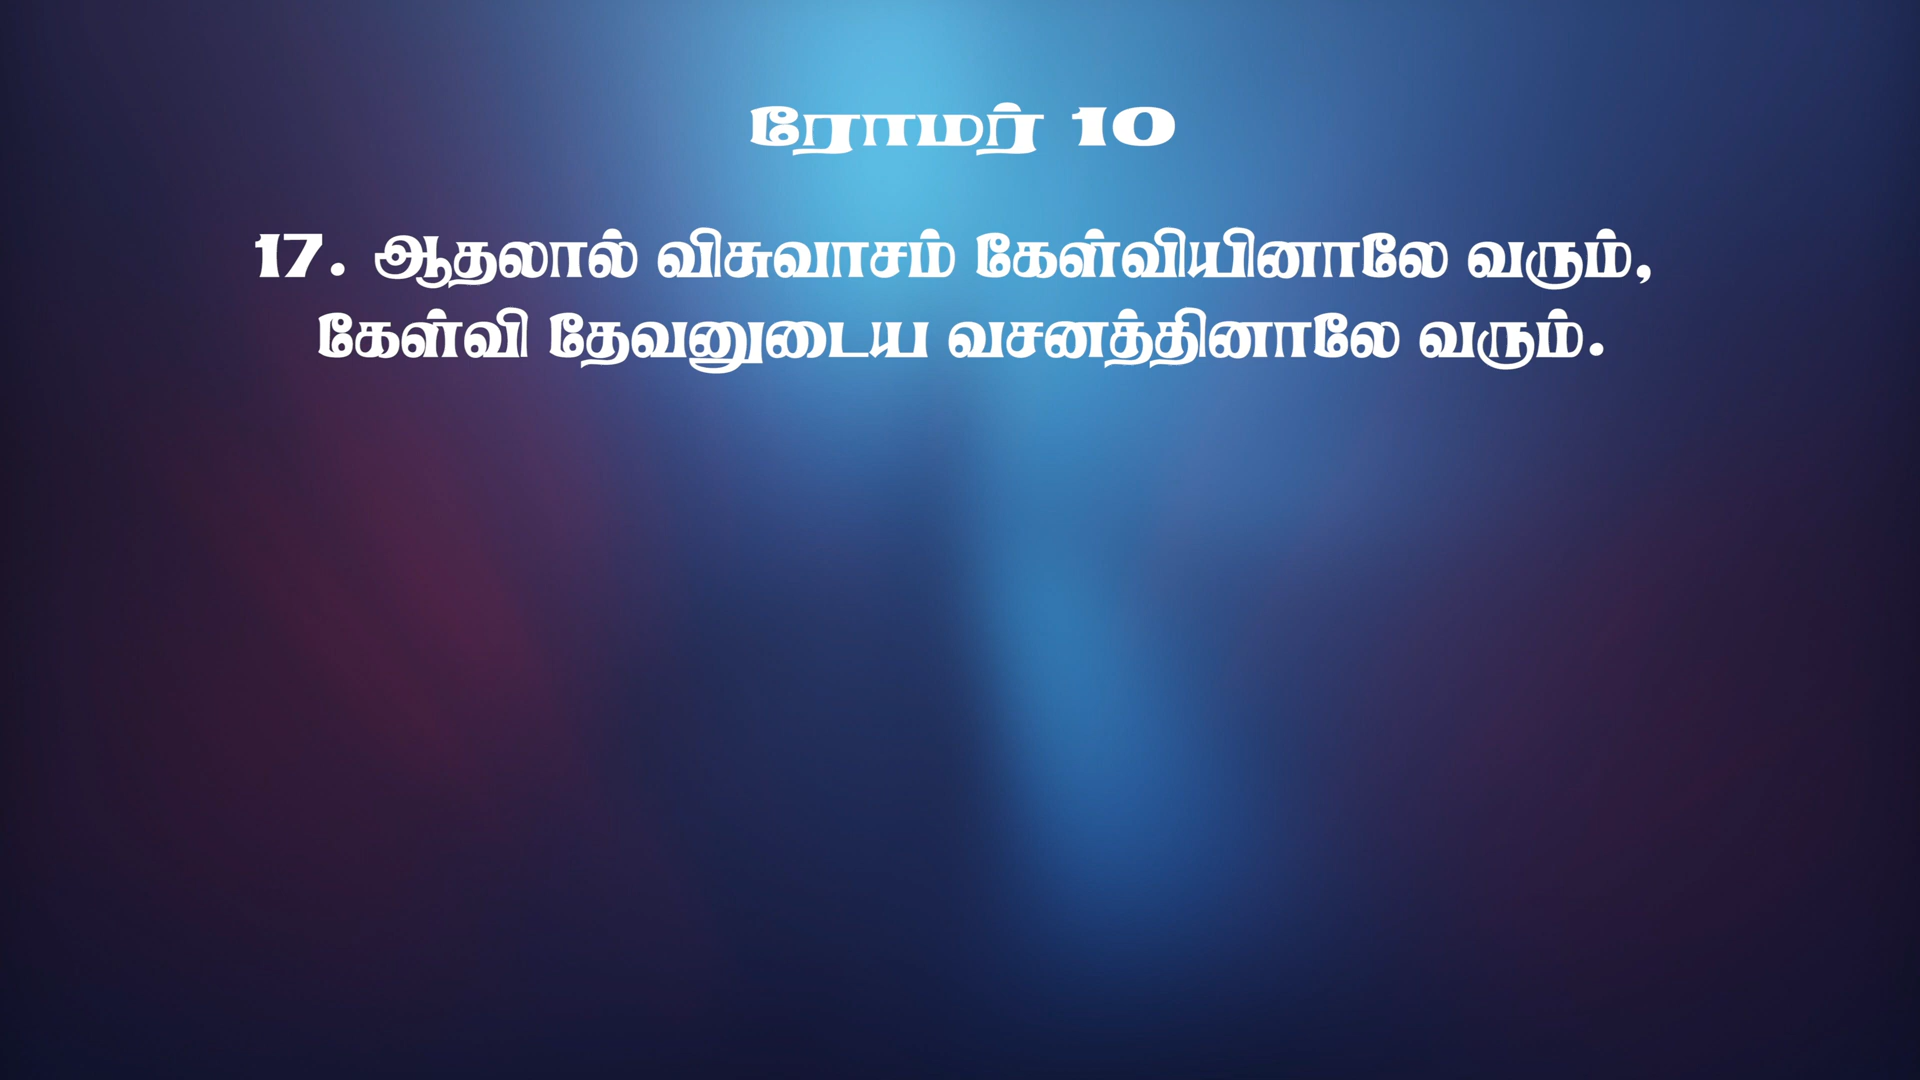 ரோமர் 10
17. ஆதலால் விசுவாசம் கேள்வியினாலே வரும்,
கேள்வி தேவனுடைய வசனத்தினாலே வரும்.